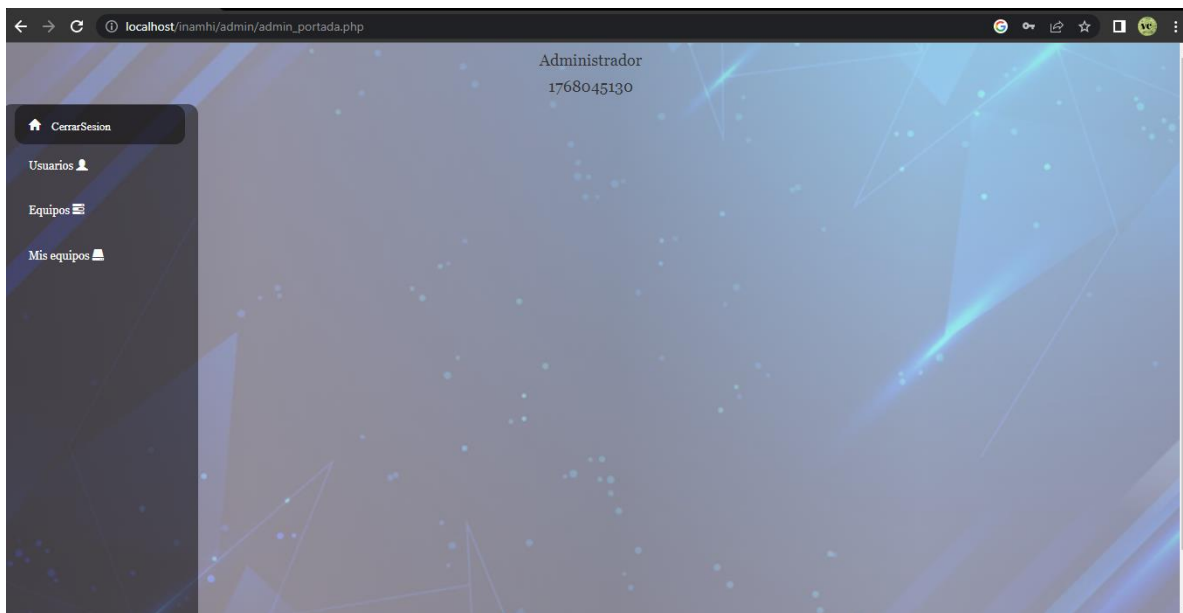 localhost/inamhi/admin/admin_portada.php
Administrador
1768045130
CerrarSesion
Usuarios
Equipos
Mis equipos